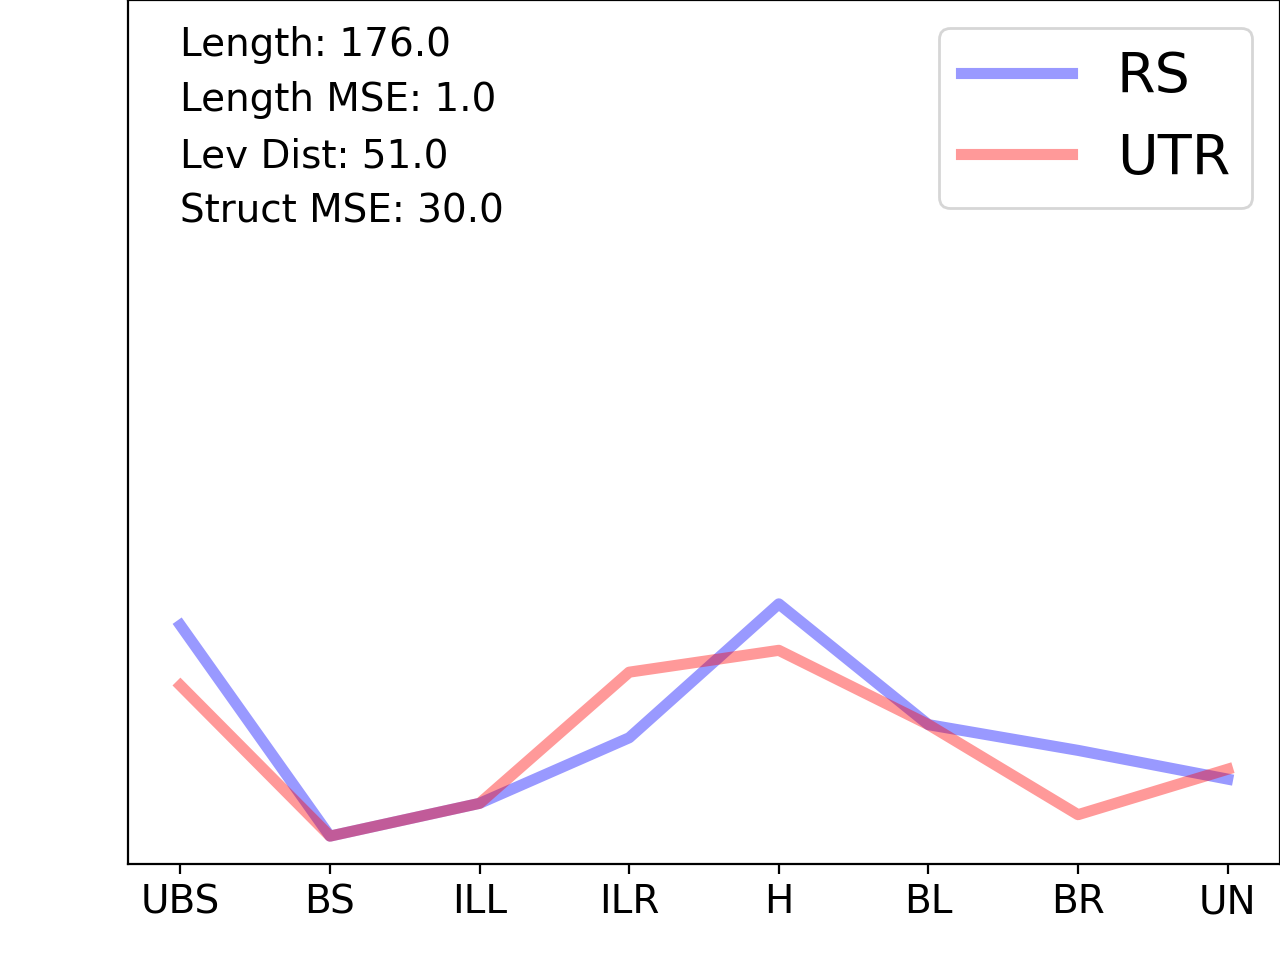 Length: 176.0
Length MSE: 1.0
Lev Dist: 51.0
Struct MSE: 30.0
RS
UTR
UBS BS ILL ILR H BL BR UN